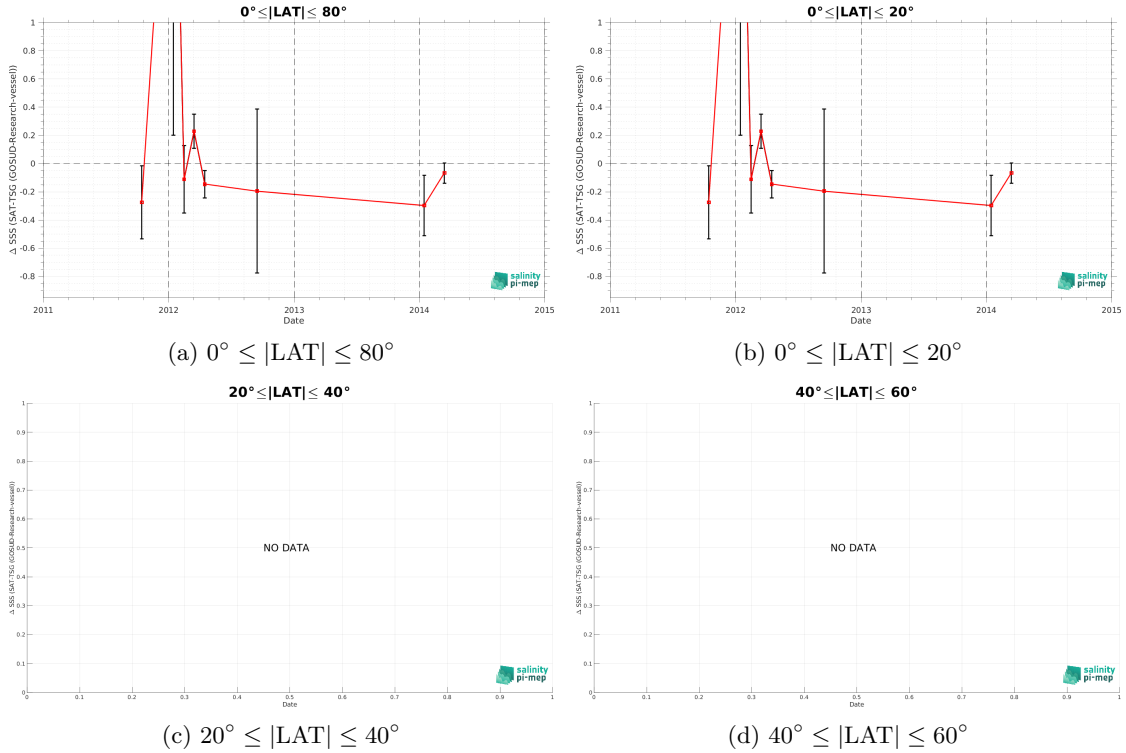 0°≤|LAT|≤ 80°
Δ SSS (SAT-TSG (GOSUD-Research-vessel))
1
0.8
0.6
0.4
0.2
0
-0.2
-0.4
-0.6
-0.8
2011 2012 2013 2014 2015
Date
salinity
pi-mep
(a) 0° ≤ |LAT| ≤ 80°
0°≤|LAT|≤ 20°
Δ SSS (SAT-TSG (GOSUD-Research-vessel))
1
0.8
0.6
0.4
0.2
0
-0.2
-0.4
-0.6
-0.8
2011 2012 2013 2014 2015
Date
salinity
pi-mep
(b) 0° ≤ |LAT| ≤ 20°
20°≤|LAT|≤ 40°
Δ SSS (SAT-TSG (GOSUD-Research-vessel))
1
0.9
0.8
0.7
0.6
0.5
0.4
0.3
0.2
0.1
0
NO DATA
0 0.1 0.2 0.3 0.4 0.5 0.6 0.7 0.8 0.9 1
Date
salinity
pi-mep
(c) 20° ≤ |LAT| ≤ 40°
40°≤|LAT|≤ 60°
Δ SSS (SAT-TSG (GOSUD-Research-vessel))
1
0.9
0.8
0.7
0.6
0.5
0.4
0.3
0.2
0.1
0
NO DATA
0 0.1 0.2 0.3 0.4 0.5 0.6 0.7 0.8 0.9 1
Date
salinity
pi-mep
(d) 40° ≤ |LAT| ≤ 60°